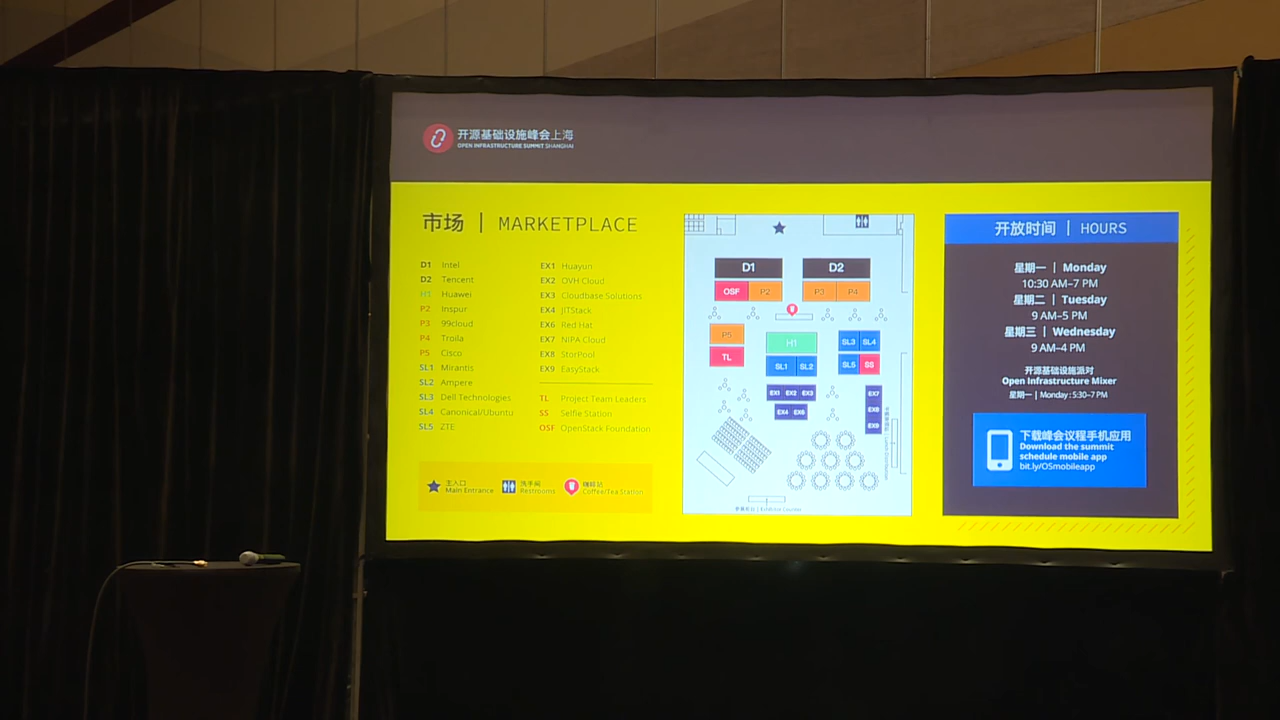 开源基础设施峰会上海
OPEN INFRASTRUCTURE SUMMIT SHANGHAI
市场 | MARKETPLACE
D1 Intel
D2 Tencent
H1 Huawei
P2 Inspur
P3 99cloud
P4 Troila
P5 Cisco
SL1 Mirantis
SL2 Ampere
SL3 Dell Technologies
SL4 Canonical/Ubuntu
SL5 ZTE
EX1 Huayun
EX2 OVH Cloud
EX3 Cloudbase Solutions
EX4 JITStack
EX6 Red Hat
EX7 NIPA Cloud
EX8 StorPool
EX9 EasyStack
TL Project Team Leaders
SS Selfie Station
OSF OpenStack Foundation
主入口
Main Entrance
洗手间
Restrooms
咖啡站
Coffee/Tea Station
D1 D2
OSF P2 P3 P4
P5
TL
H1
SL1 SL2
SL3 SL4
SL5 SS
EX1 EX2 EX3
EX4 EX6
EX7
EX8
EX9
开放时间 | HOURS
星期一 | Monday
10:30 AM–7 PM
星期二 | Tuesday
9 AM–5 PM
星期三 | Wednesday
9 AM–4 PM
开源基础设施派对
Open Infrastructure Mixer
星期一 | Monday: 5:30–7 PM
下载峰会议程手机应用
Download the summit
schedule mobile app
bit.ly/OSmobileapp